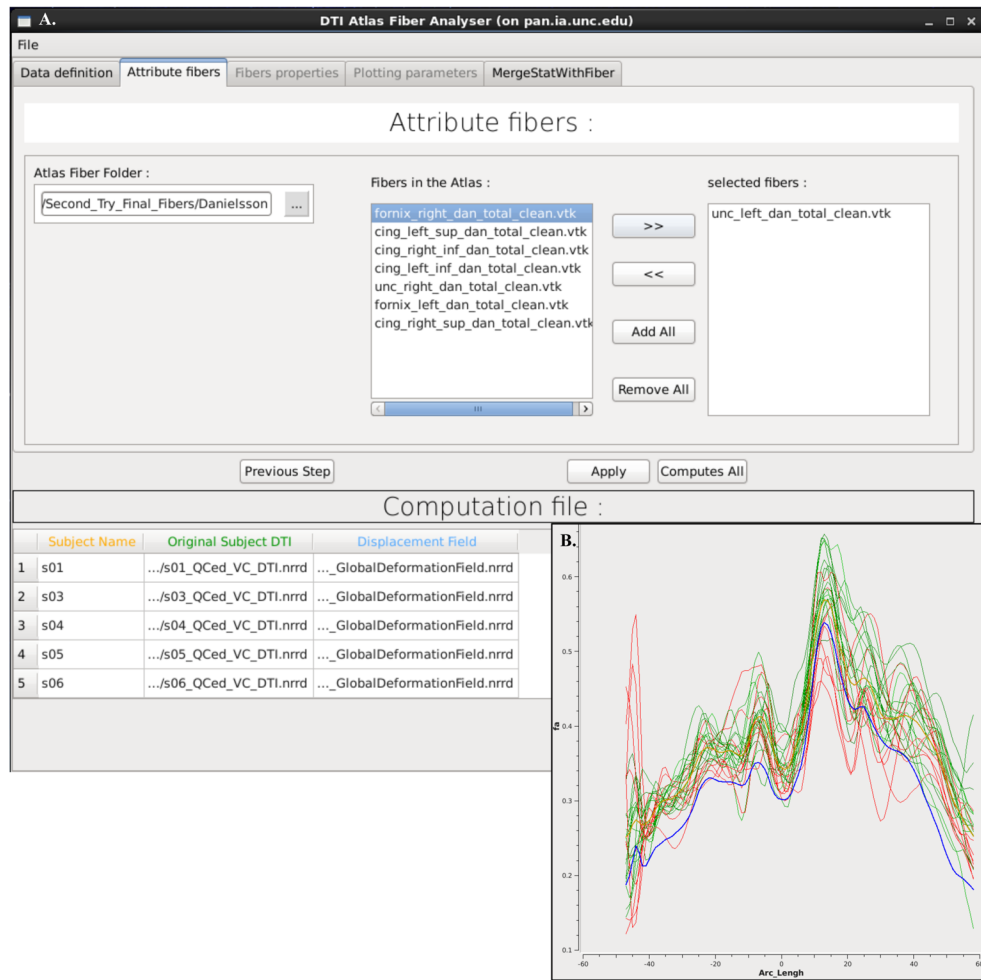 A.
DTI Atlas Fiber Analyser (on pan.ia.unc.edu)
File
Data definition
Attribute fibers
Fibers properties
Plotting parameters
MergeStatWithFiber
Attribute fibers :
Atlas Fiber Folder :
/Second_Try_Final_Fibers/Danielsson
...
Fibers in the Atlas :
fornix_right_dan_total_clean.vtk
cing_left_sup_dan_total_clean.vtk
cing_right_inf_dan_total_clean.vtk
cing_left_inf_dan_total_clean.vtk
unc_right_dan_total_clean.vtk
fornix_left_dan_total_clean.vtk
cing_right_sup_dan_total_clean.vtk
>>
<<
Add All
Remove All
selected fibers :
unc_left_dan_total_clean.vtk
Previous Step
Apply
Computes All
Computation file :
Subject Name Original Subject DTI Displacement Field
1 s01 .../s01_QCed_VC_DTI.nrrd ..._GlobalDeformationField.nrrd
2 s03 .../s03_QCed_VC_DTI.nrrd ..._GlobalDeformationField.nrrd
3 s04 .../s04_QCed_VC_DTI.nrrd ..._GlobalDeformationField.nrrd
4 s05 .../s05_QCed_VC_DTI.nrrd ..._GlobalDeformationField.nrrd
5 s06 .../s06_QCed_VC_DTI.nrrd ..._GlobalDeformationField.nrrd
B.
0.6
0.5
0.4
0.3
0.2
0.1
fa
-60 -40 -20 0 20 40 60
Arc_Lengh